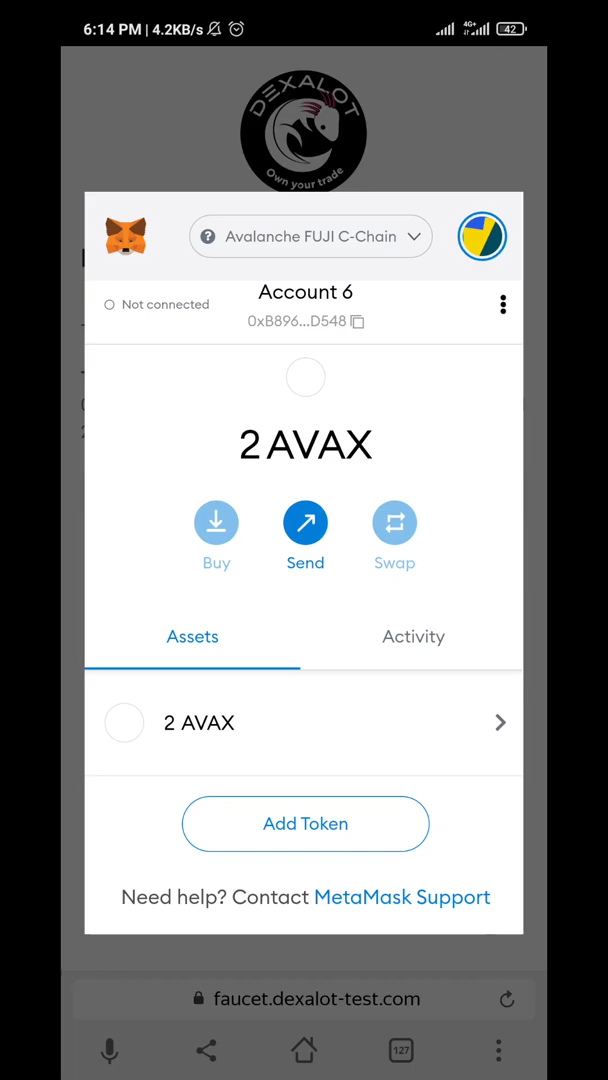 6:14 PM | 4.2KB/s
4G+
42
DEXALOT
Own your trade
Avalanche FUJI C-Chain
Not connected
Account 6
0xB896...D548
2 AVAX
Buy
Send
Swap
Assets
Activity
2 AVAX
Add Token
Need help? Contact MetaMask Support
faucet.dexalot-test.com
127